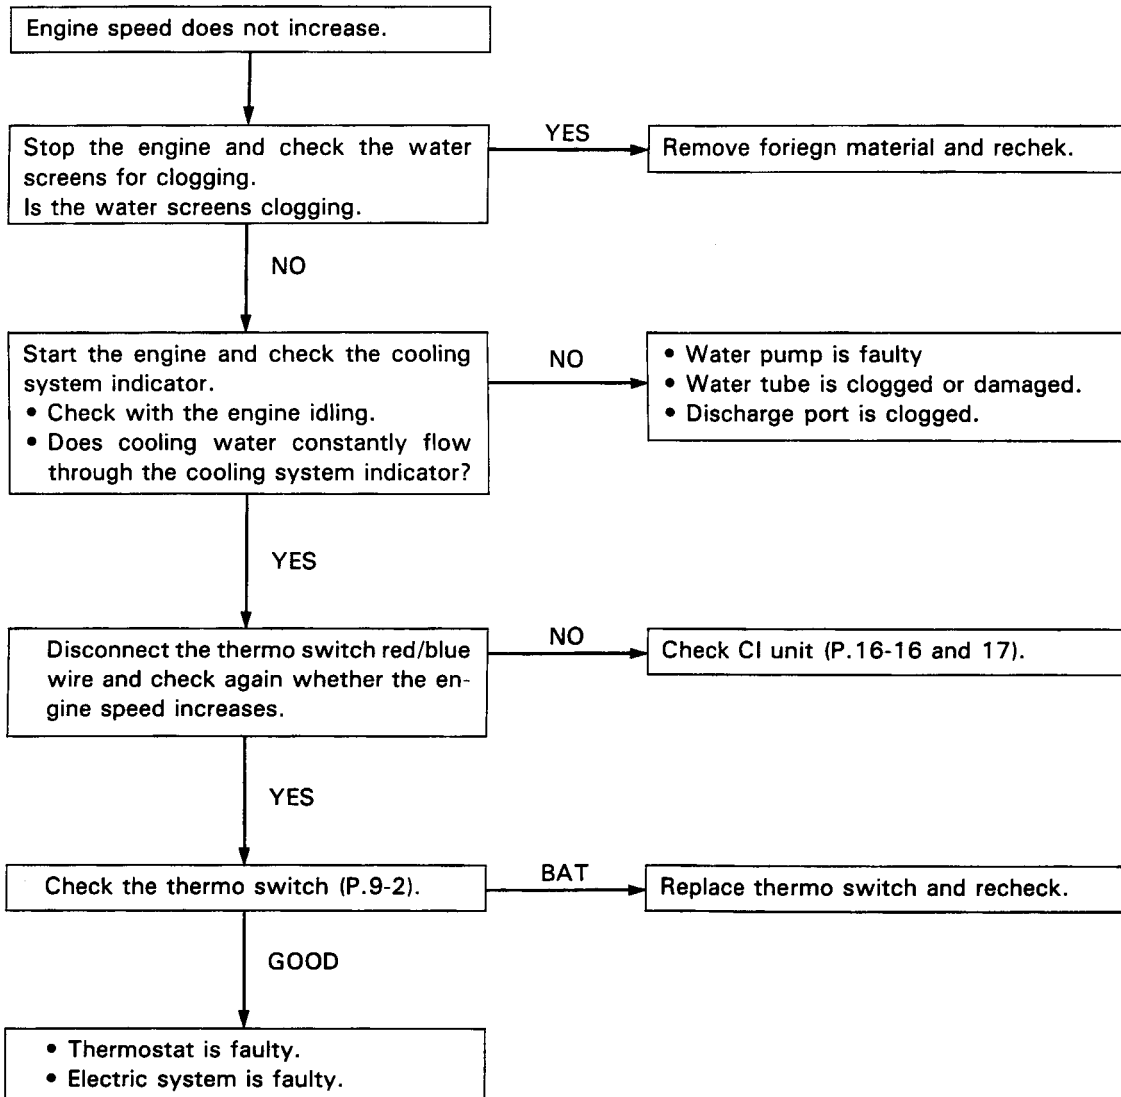 Engine speed does not increase.
Stop the engine and check the water
screens for clogging.
Is the water screens clogging.
YES
Remove foriegn material and rechek.
NO
Start the engine and check the cooling
system indicator.
• Check with the engine idling.
• Does cooling water constantly flow
through the cooling system indicator?
NO
• Water pump is faulty
• Water tube is clogged or damaged.
• Discharge port is clogged.
YES
Disconnect the thermo switch red/blue
wire and check again whether the en-
gine speed increases.
NO
Check CI unit (P.16-16 and 17).
YES
Check the thermo switch (P.9-2).
BAT
Replace thermo switch and recheck.
GOOD
• Thermostat is faulty.
• Electric system is faulty.